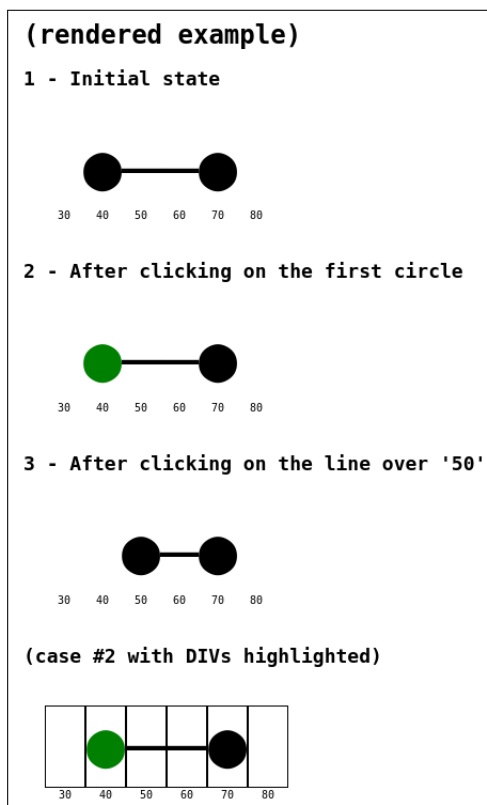 (rendered example)
1 - Initial state
30 40 50 60 70 80
2 - After clicking on the first circle
30 40 50 60 70 80
3 - After clicking on the line over '50'
30 40 50 60 70 80
(case #2 with DIVs highlighted)
30 40 50 60 70 80